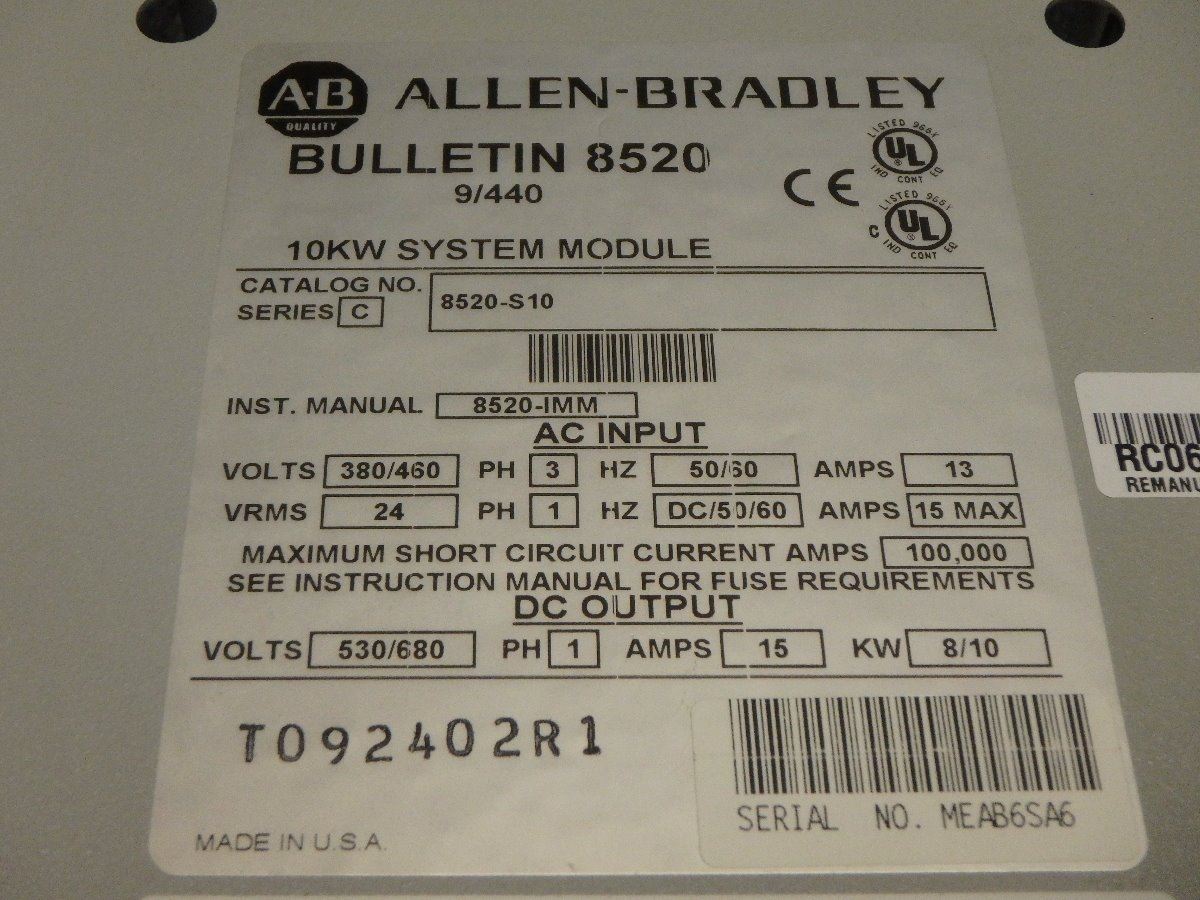 A-B QUALITY ALLEN-BRADLEY
BULLETIN 8520
9/440
CE
LISTED 966X
UL ®
IND CONT EQ
LISTED 966X
C UL ®
IND CONT EQ
10KW SYSTEM MODULE
CATALOG NO. 8520-S10
SERIES C
INST. MANUAL 8520-IMM
AC INPUT
VOLTS 380/460 PH 3 HZ 50/60 AMPS 13
VRMS 24 PH 1 HZ DC/50/60 AMPS 15 MAX
MAXIMUM SHORT CIRCUIT CURRENT AMPS 100,000
SEE INSTRUCTION MANUAL FOR FUSE REQUIREMENTS
DC OUTPUT
VOLTS 530/680 PH 1 AMPS 15 KW 8/10
T092402R1
SERIAL NO. MEAB6SA6
MADE IN U.S.A.
RC06
REMANU